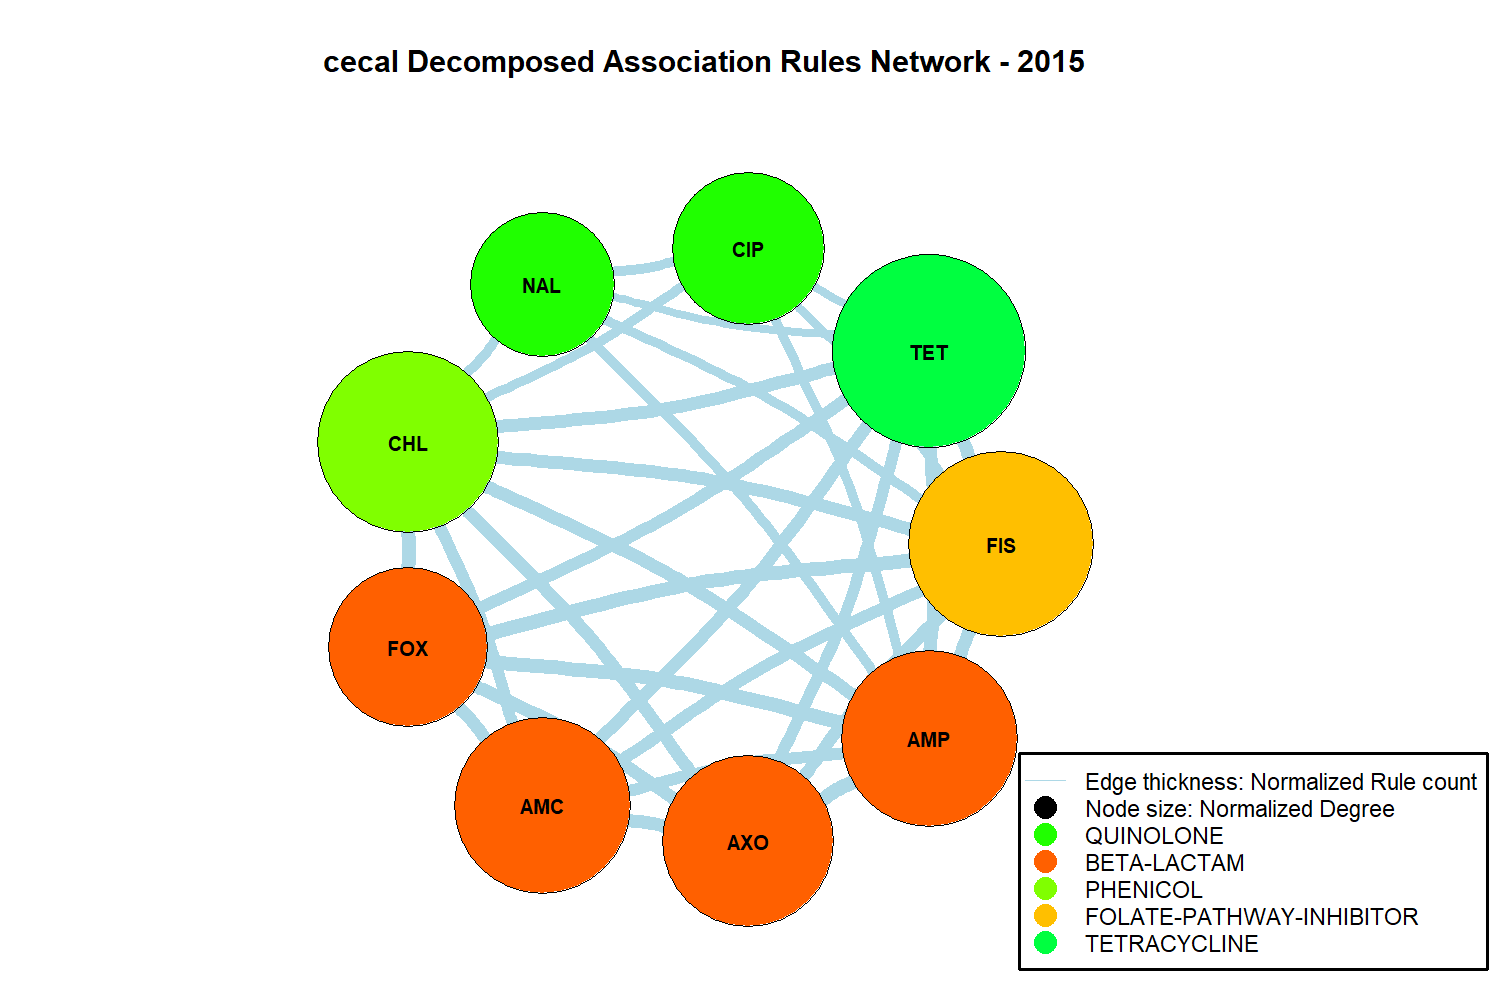 cecal Decomposed Association Rules Network - 2015
CIP
NAL
TET
CHL
FIS
FOX
AMP
AMC
AXO
Edge thickness: Normalized Rule count
Node size: Normalized Degree
QUINOLONE
BETA-LACTAM
PHENICOL
FOLATE-PATHWAY-INHIBITOR
TETRACYCLINE